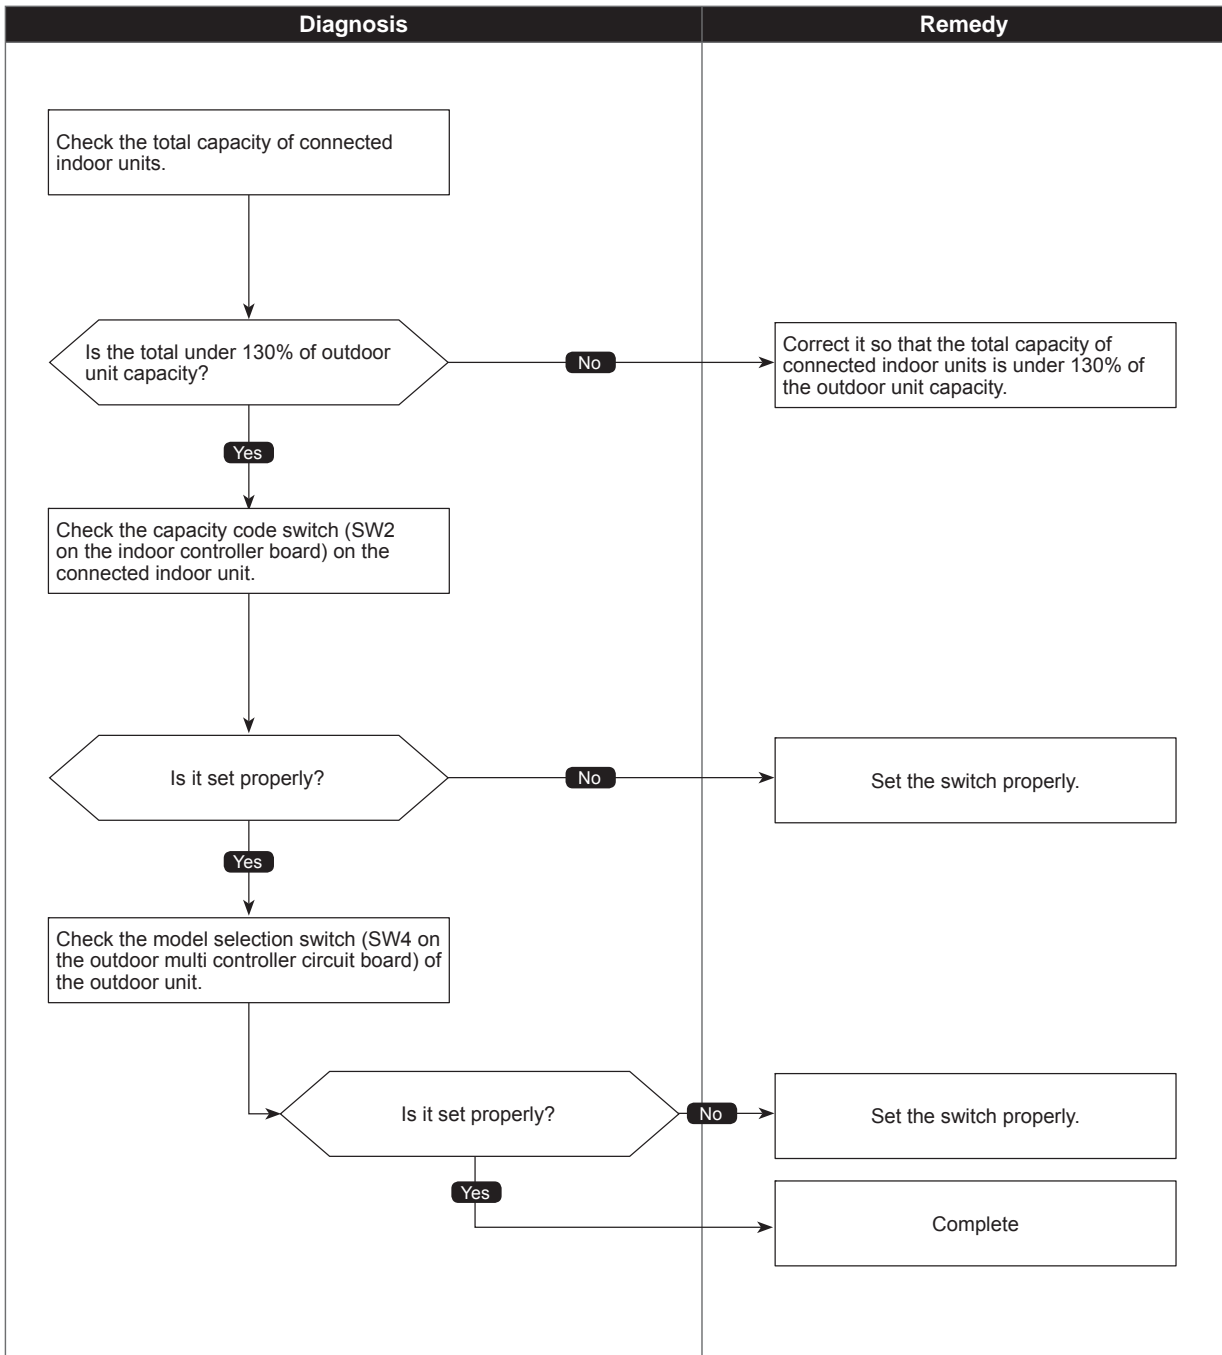 Diagnosis
Remedy
Check the total capacity of connected
indoor units.
Is the total under 130% of outdoor
unit capacity?
No
Correct it so that the total capacity of
connected indoor units is under 130% of
the outdoor unit capacity.
Yes
Check the capacity code switch (SW2
on the indoor controller board) on the
connected indoor unit.
Is it set properly?
No
Set the switch properly.
Yes
Check the model selection switch (SW4 on
the outdoor multi controller circuit board) of
the outdoor unit.
Is it set properly?
No
Set the switch properly.
Yes
Complete